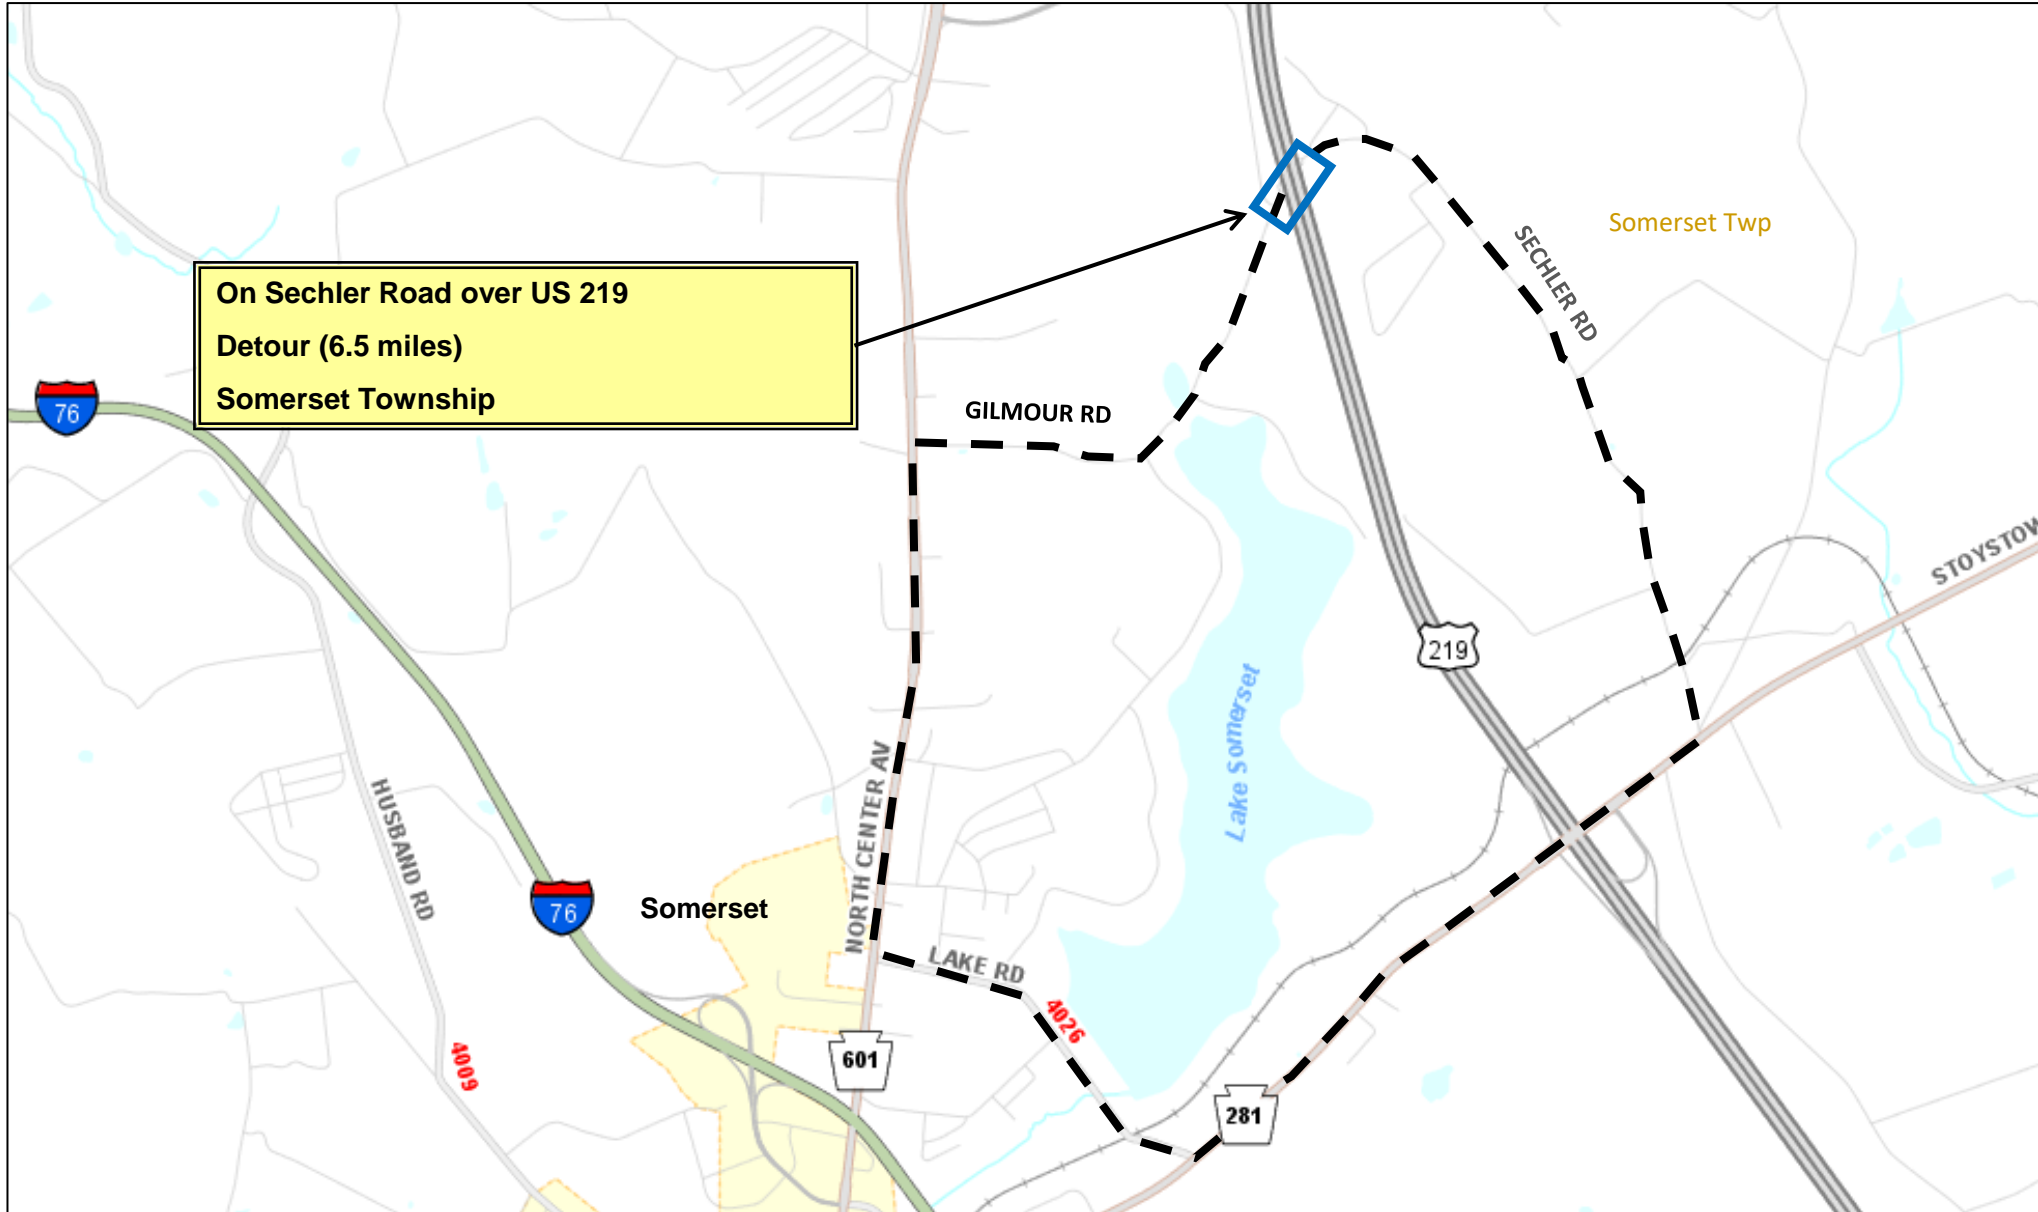 Somerset Twp
SECHLER RD
On Sechler Road over US 219
Detour (6.5 miles)
Somerset Township
76
GILMOUR RD
STOYSTOW
219
Lake Somerset
HUSBAND RD
NORTH CENTER AV
76
Somerset
LAKE RD
4026
4009
601
281